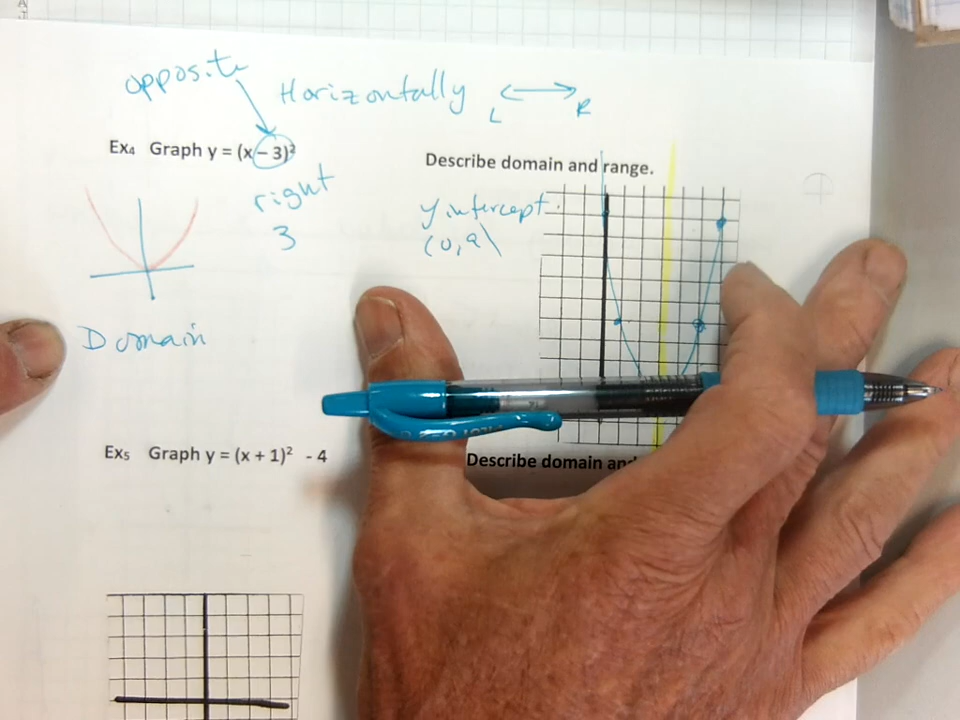 opposite
Horizontally
L R
Ex4 Graph y = (x – 3)²
Describe domain and range.
right
3
y intercept
(0,9)
Domain
Ex5 Graph y = (x + 1)² - 4
Describe domain and